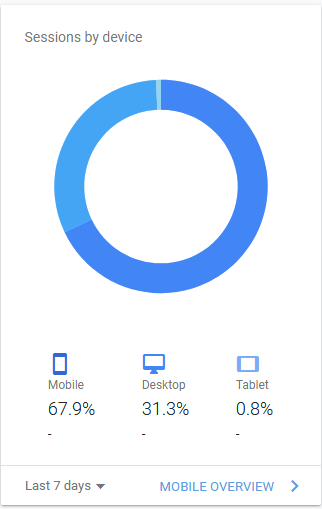 Sessions by device
Mobile Desktop Tablet
67.9% 31.3% 0.8%
- - -
Last 7 days MOBILE OVERVIEW